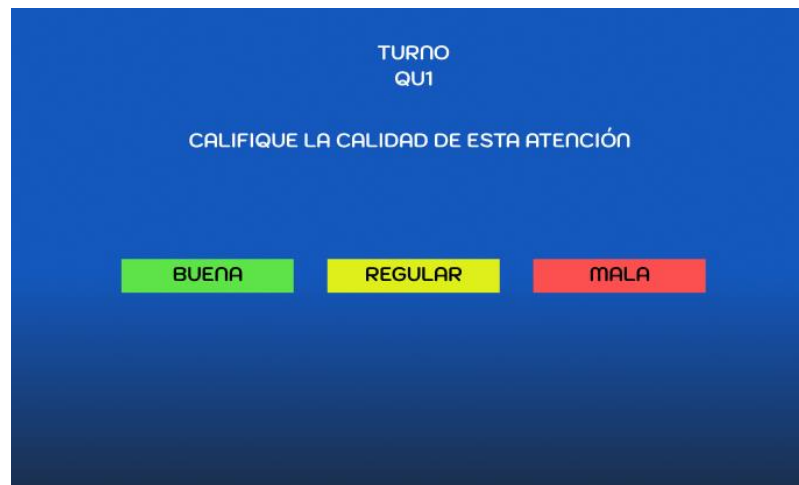 TURNO
QU1
CALIFIQUE LA CALIDAD DE ESTA ATENCIÓN
BUENA REGULAR MALA